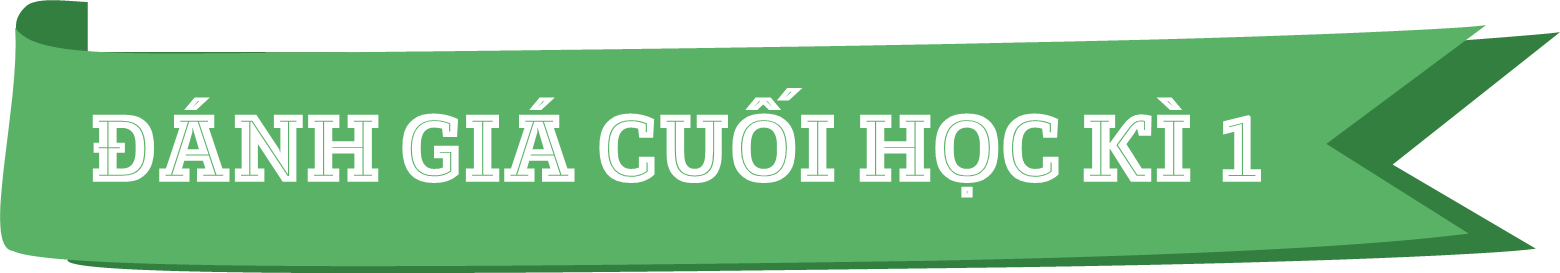 ĐÁNH GIÁ CUỐI HỌC KÌ 1